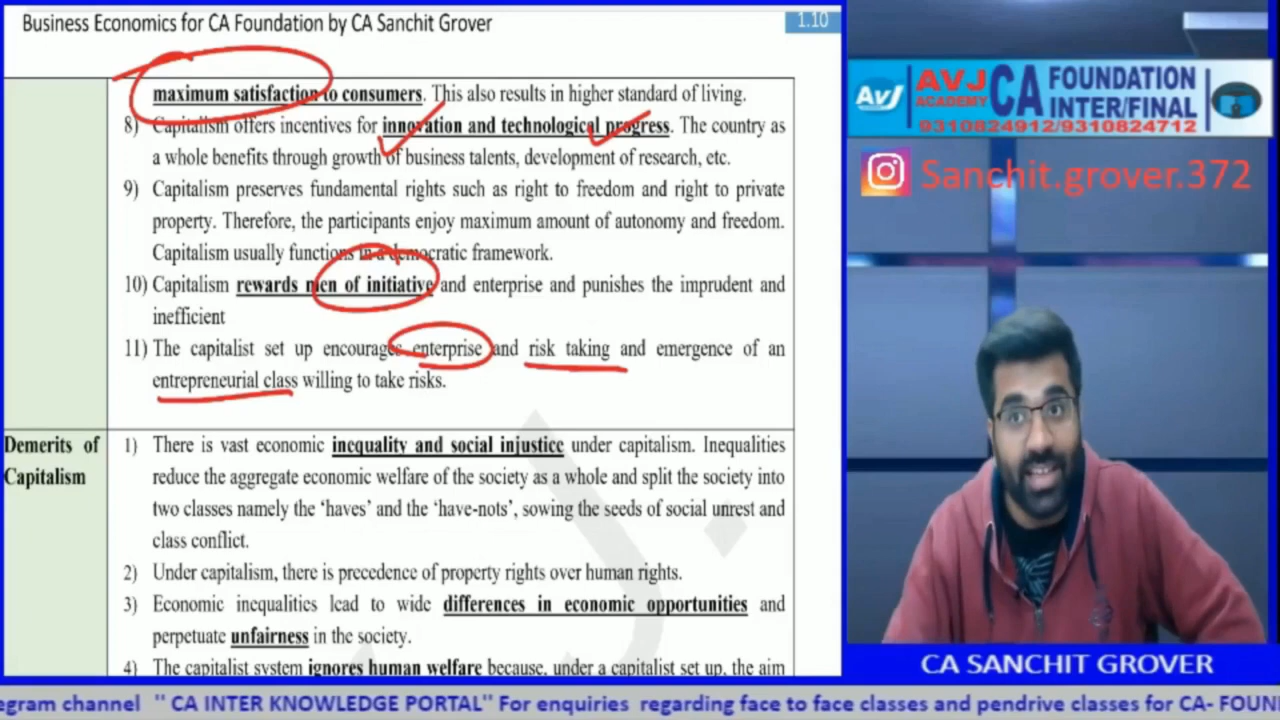 Business Economics for CA Foundation by CA Sanchit Grover
1.10
maximum satisfaction to consumers. This also results in higher standard of living.
8) Capitalism offers incentives for innovation and technological progress. The country as
a whole benefits through growth of business talents, development of research, etc.
9) Capitalism preserves fundamental rights such as right to freedom and right to private
property. Therefore, the participants enjoy maximum amount of autonomy and freedom.
Capitalism usually functions in a democratic framework.
10) Capitalism rewards men of initiative and enterprise and punishes the imprudent and
inefficient
11) The capitalist set up encourages enterprise and risk taking and emergence of an
entrepreneurial class willing to take risks.
Demerits of
Capitalism
1) There is vast economic inequality and social injustice under capitalism. Inequalities
reduce the aggregate economic welfare of the society as a whole and split the society into
two classes namely the 'haves' and the 'have-nots', sowing the seeds of social unrest and
class conflict.
2) Under capitalism, there is precedence of property rights over human rights.
3) Economic inequalities lead to wide differences in economic opportunities and
perpetuate unfairness in the society.
4) The capitalist system ignores human welfare because, under a capitalist set up, the aim
AVJ
AVJ
ACADEMY
CA
FOUNDATION
INTER/FINAL
9310824912/9310824712
Sanchit.grover.372
CA SANCHIT GROVER
egram channel " CA INTER KNOWLEDGE PORTAL" For enquiries regarding face to face classes and pendrive classes for CA- FOUN